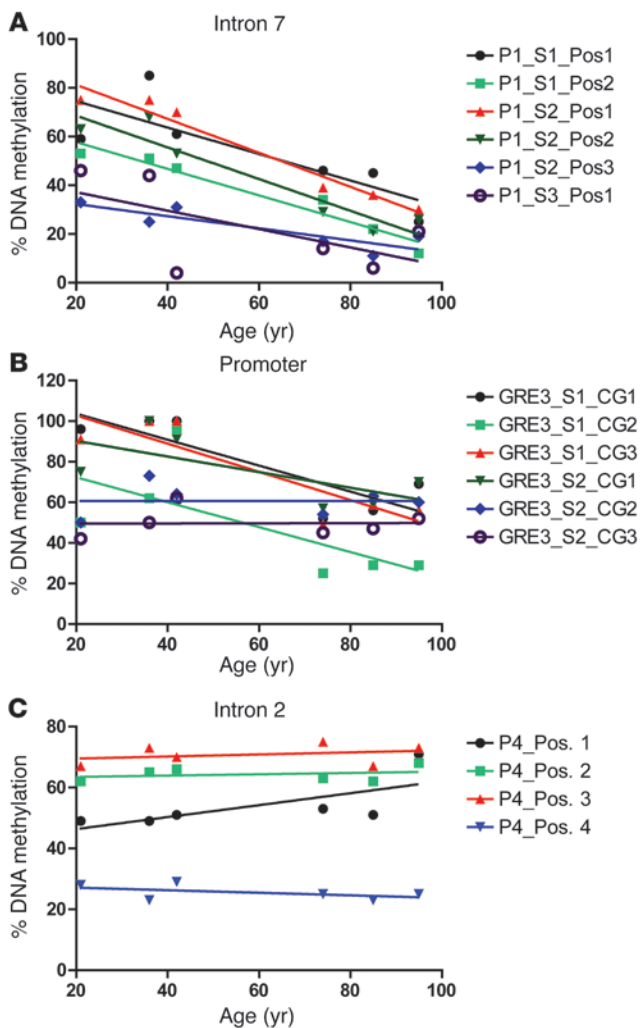 A
Intron 7
% DNA methylation
100
80
60
40
20
0
20 40 60 80 100
Age (yr)
P1_S1_Pos1
P1_S1_Pos2
P1_S2_Pos1
P1_S2_Pos2
P1_S2_Pos3
P1_S3_Pos1
B
Promoter
% DNA methylation
120
100
80
60
40
20
0
20 40 60 80 100
Age (yr)
GRE3_S1_CG1
GRE3_S1_CG2
GRE3_S1_CG3
GRE3_S2_CG1
GRE3_S2_CG2
GRE3_S2_CG3
C
Intron 2
% DNA methylation
80
60
40
20
0
20 40 60 80 100
Age (yr)
P4_Pos. 1
P4_Pos. 2
P4_Pos. 3
P4_Pos. 4